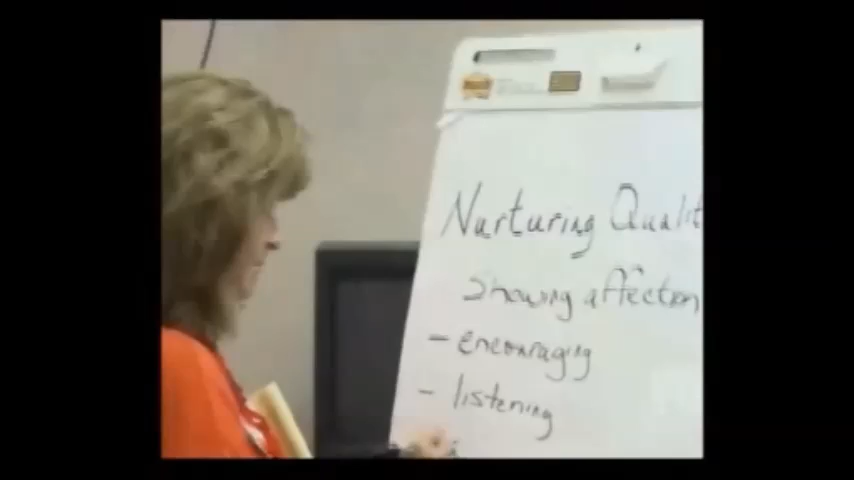 Nurturing Qualit
Showing affection
- encouraging
- listening